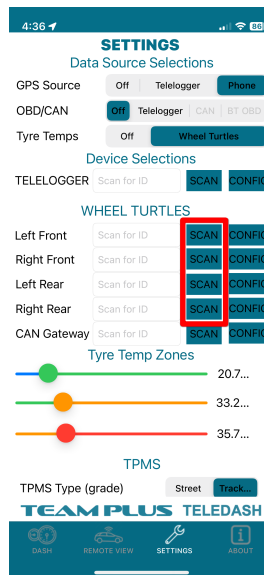 4:36 86
SETTINGS
Data Source Selections
GPS Source Off Telelogger Phone
OBD/CAN Off Telelogger CAN BT OBD
Tyre Temps Off Wheel Turtles
Device Selections
TELELOGGER Scan for ID SCAN CONFIG
WHEEL TURTLES
Left Front Scan for ID SCAN CONFIG
Right Front Scan for ID SCAN CONFIG
Left Rear Scan for ID SCAN CONFIG
Right Rear Scan for ID SCAN CONFIG
CAN Gateway Scan for ID SCAN CONFIG
Tyre Temp Zones
20.7...
33.2...
35.7...
TPMS
TPMS Type (grade) Street Track...
TEAM PLUS TELEDASH
DASH REMOTE VIEW SETTINGS ABOUT